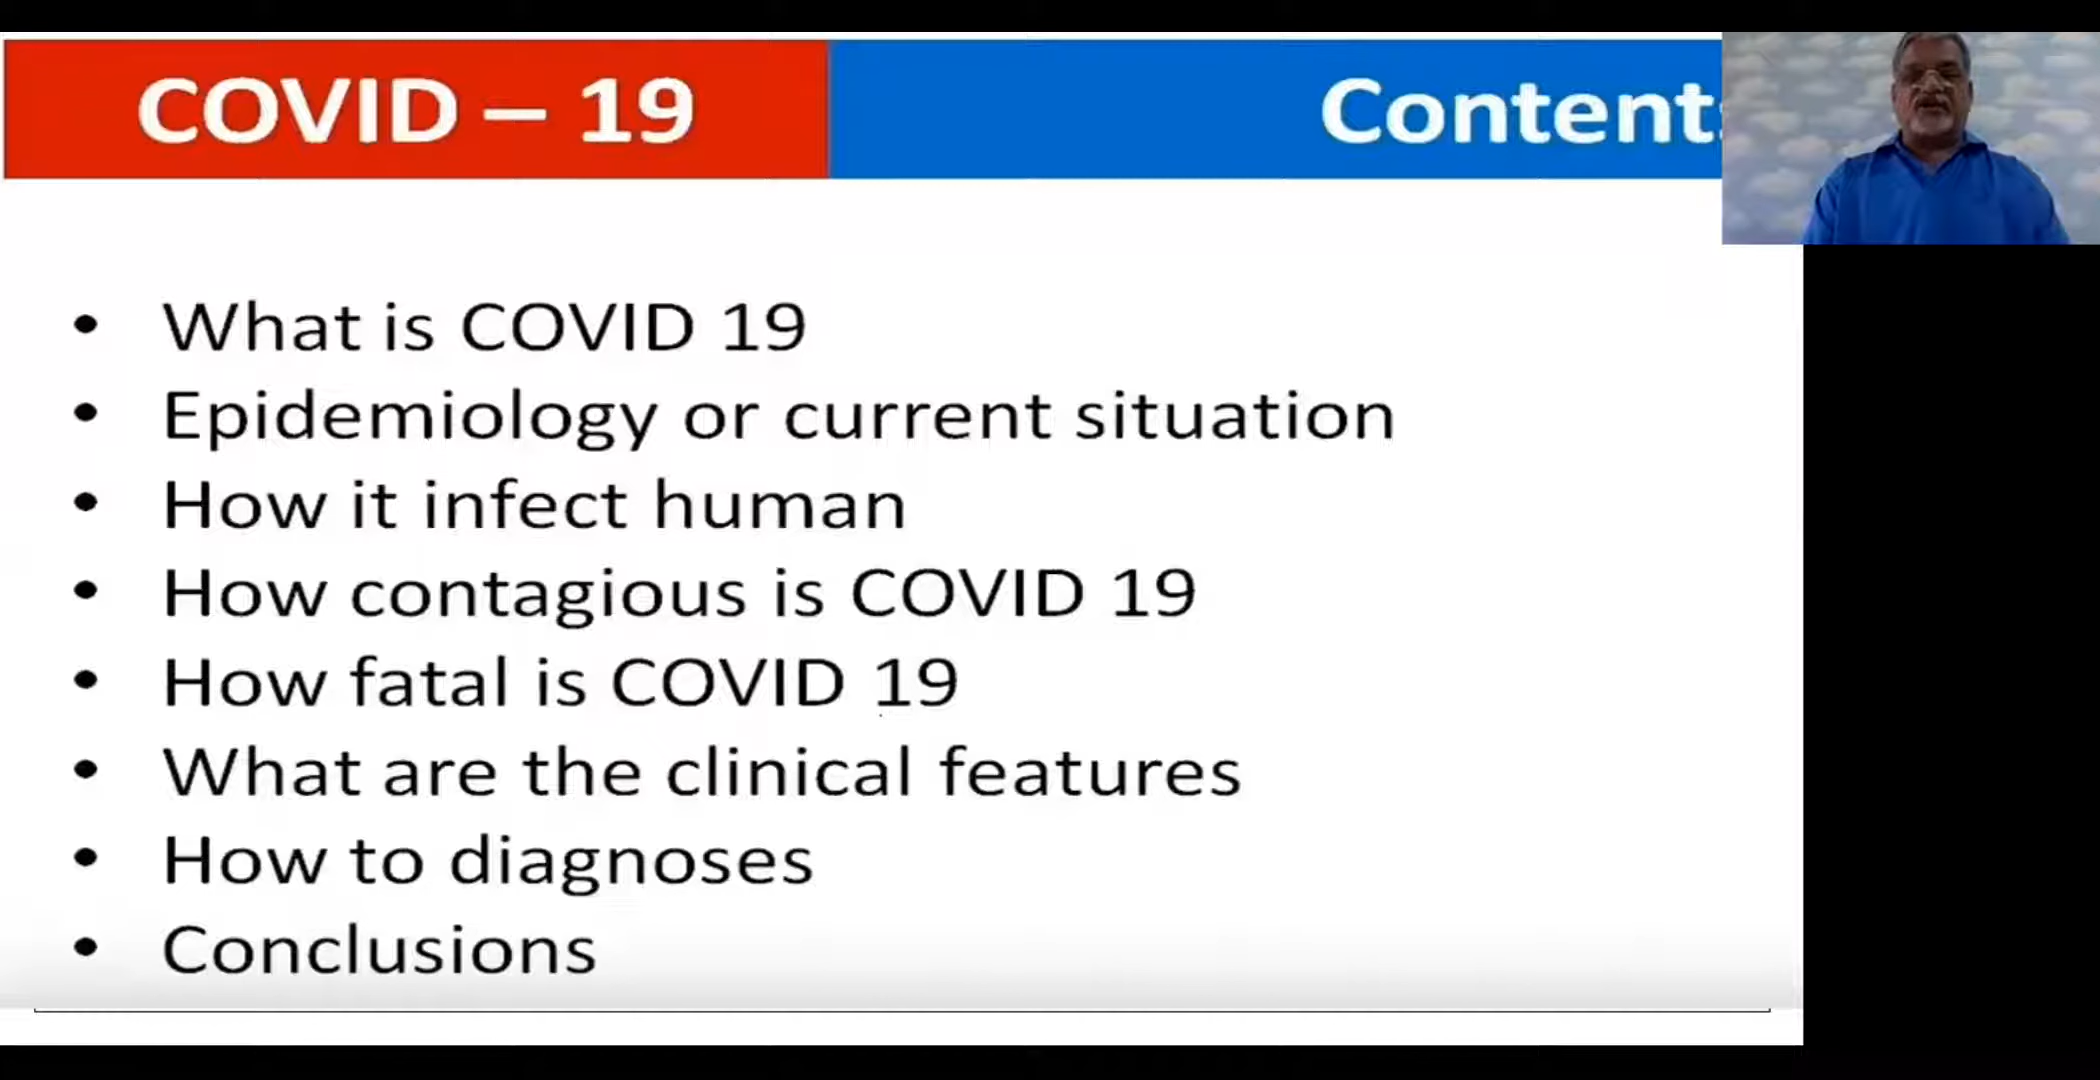 COVID – 19
Content
• What is COVID 19
• Epidemiology or current situation
• How it infect human
• How contagious is COVID 19
• How fatal is COVID 19
• What are the clinical features
• How to diagnoses
• Conclusions